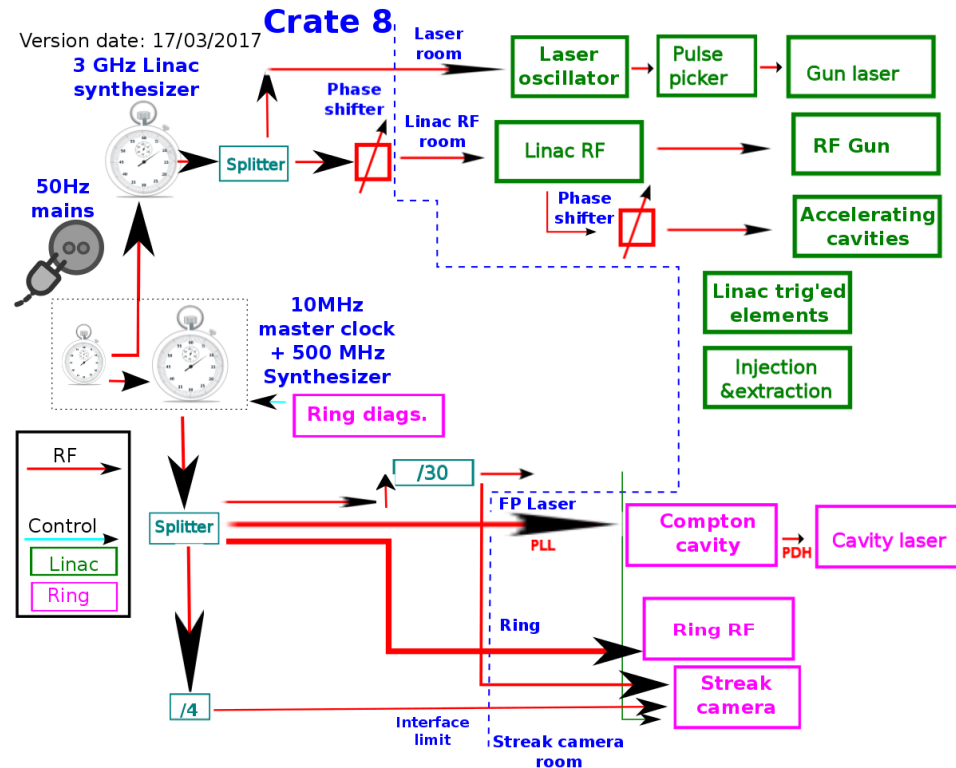 Crate 8
Version date: 17/03/2017
3 GHz Linac
synthesizer
Laser
room
Laser
oscillator
Pulse
picker
Gun laser
Phase
shifter
Linac RF
room
Splitter
Linac RF
RF Gun
50Hz
mains
Phase
shifter
Accelerating
cavities
10MHz
master clock
+ 500 MHz
Synthesizer
Linac trig'ed
elements
Injection
&extraction
Ring diags.
RF
Control
Linac
Ring
/30
Splitter
FP Laser
PLL
Compton
cavity
PDH
Cavity laser
Ring
Ring RF
Streak
camera
/4
Interface
limit
Streak camera
room